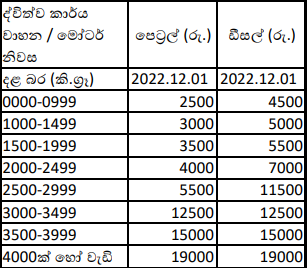 ද්විත්ව කාර්ය
වාහන / මෝටර් පෙට්‍රල් (රු.) ඩීසල් (රු.)
නිවස
දළ බර (කි.ග්‍රෑ) 2022.12.01 2022.12.01
0000-0999 2500 4500
1000-1499 3000 5000
1500-1999 3500 5500
2000-2499 4000 7000
2500-2999 5500 11500
3000-3499 12500 12500
3500-3999 15000 15000
4000ක් හෝ වැඩි 19000 19000